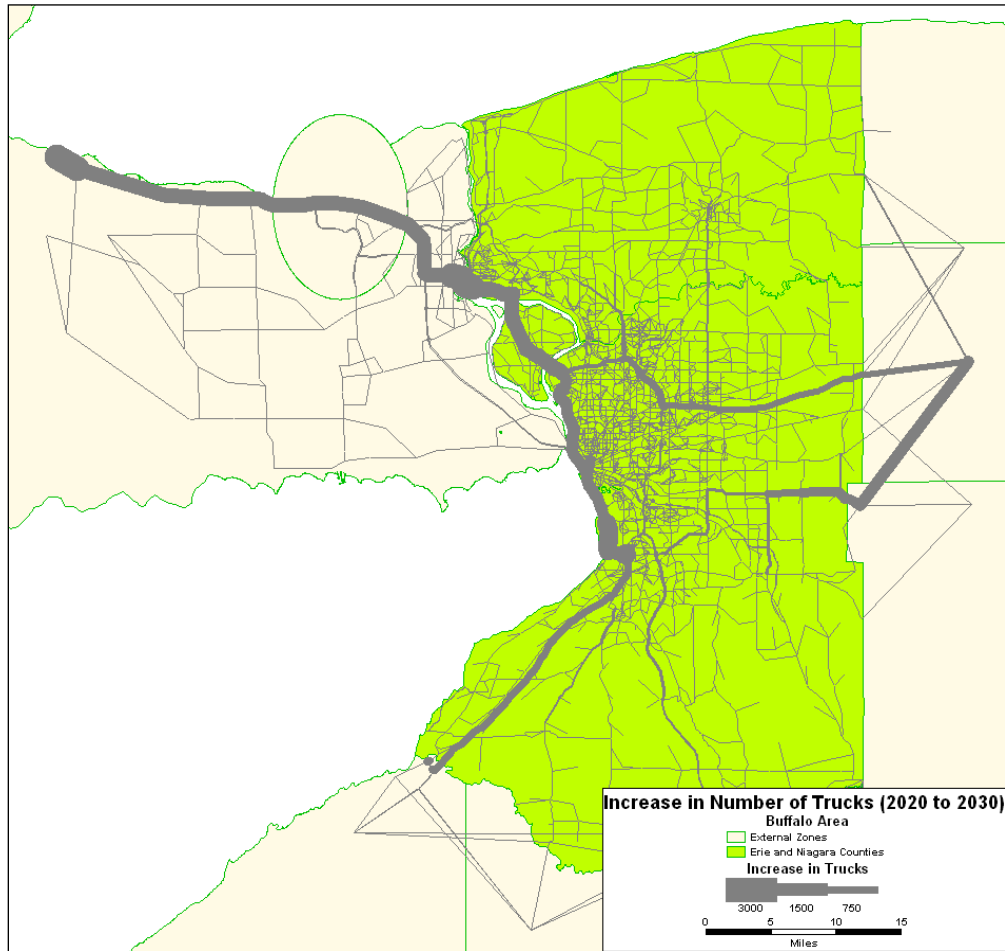 Increase in Number of Trucks (2020 to 2030)
Buffalo Area
External Zones
Erie and Niagara Counties
Increase in Trucks
3000 1500 750
0 5 10 15
Miles